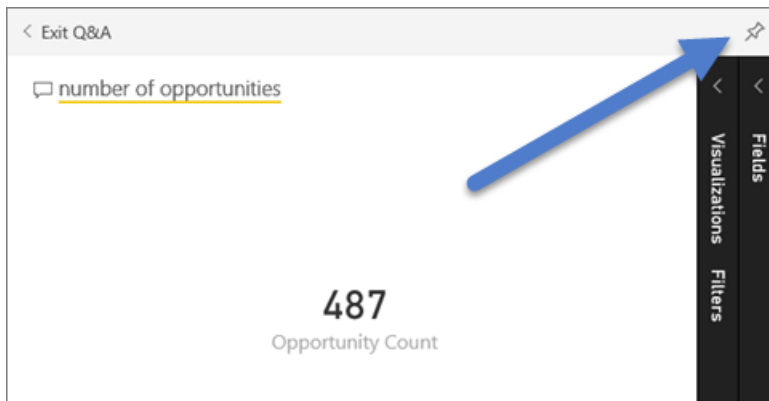 Exit Q&A
number of opportunities
487
Opportunity Count
Visualizations
Filters
Fields